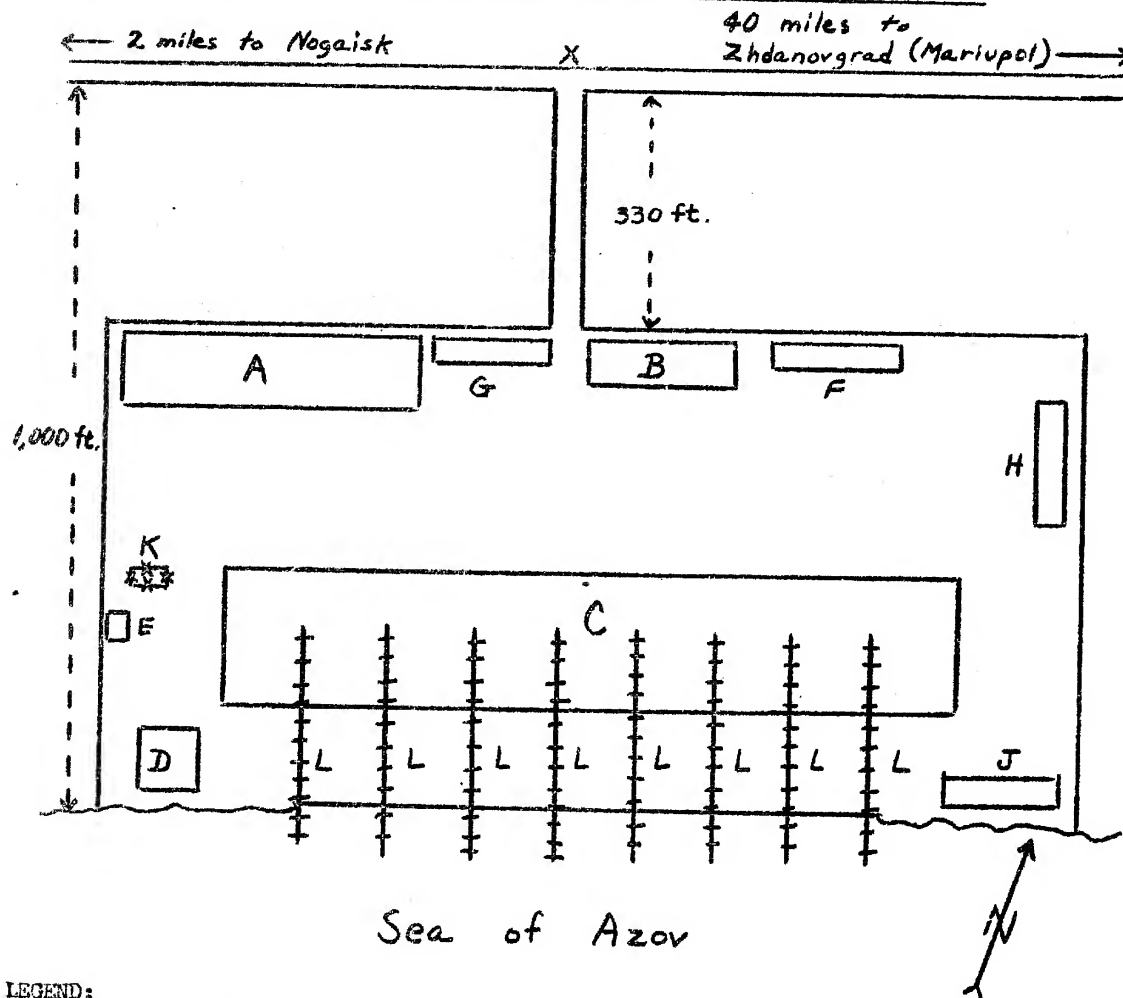 ← 2 miles to Nogaisk
X
40 miles to
Zhdanovgrad (Mariupol) →
330 ft.
A
G
B
F
1,000 ft.
H
K
E
C
D
L L L L L L L L
J
Sea of Azov
N
LEGEND: